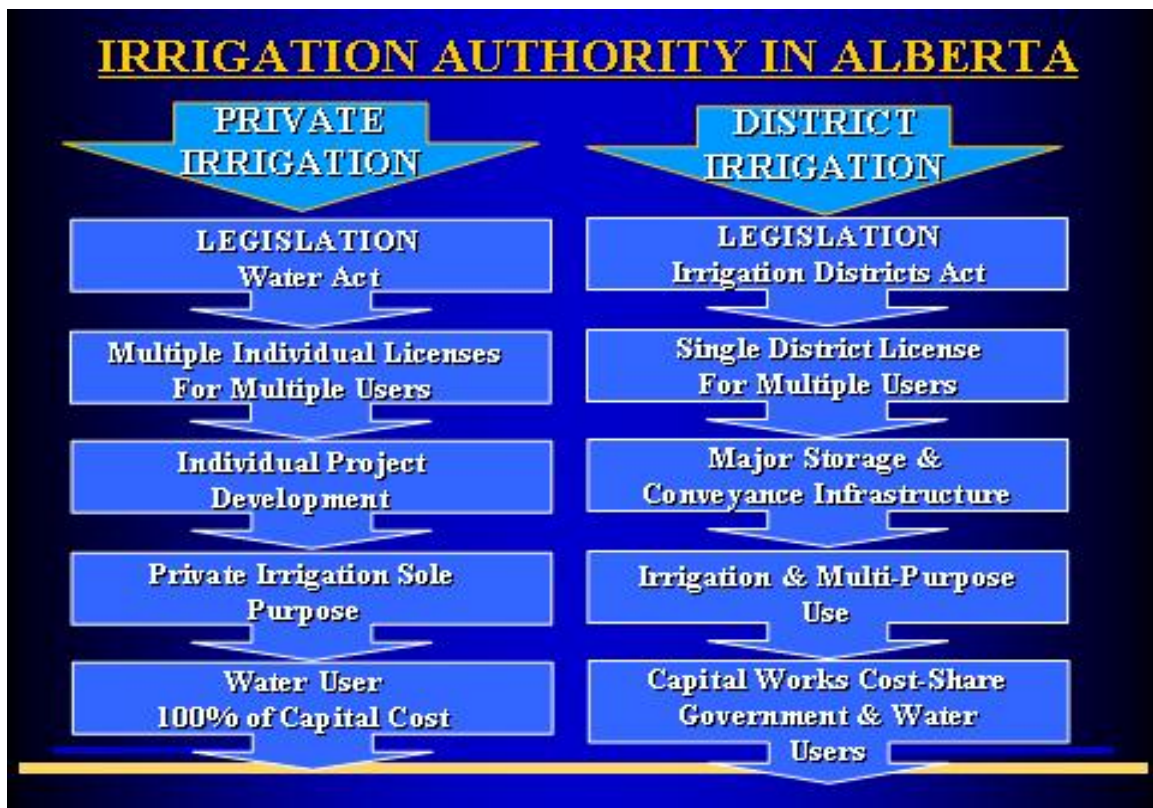 IRRIGATION AUTHORITY IN ALBERTA
PRIVATE
IRRIGATION
LEGISLATION
Water Act
Multiple Individual Licenses
For Multiple Users
Individual Project
Development
Private Irrigation Sole
Purpose
Water User
100% of Capital Cost
DISTRICT
IRRIGATION
LEGISLATION
Irrigation Districts Act
Single District License
For Multiple Users
Major Storage &
Conveyance Infrastructure
Irrigation & Multi-Purpose
Use
Capital Works Cost-Share
Government & Water
Users